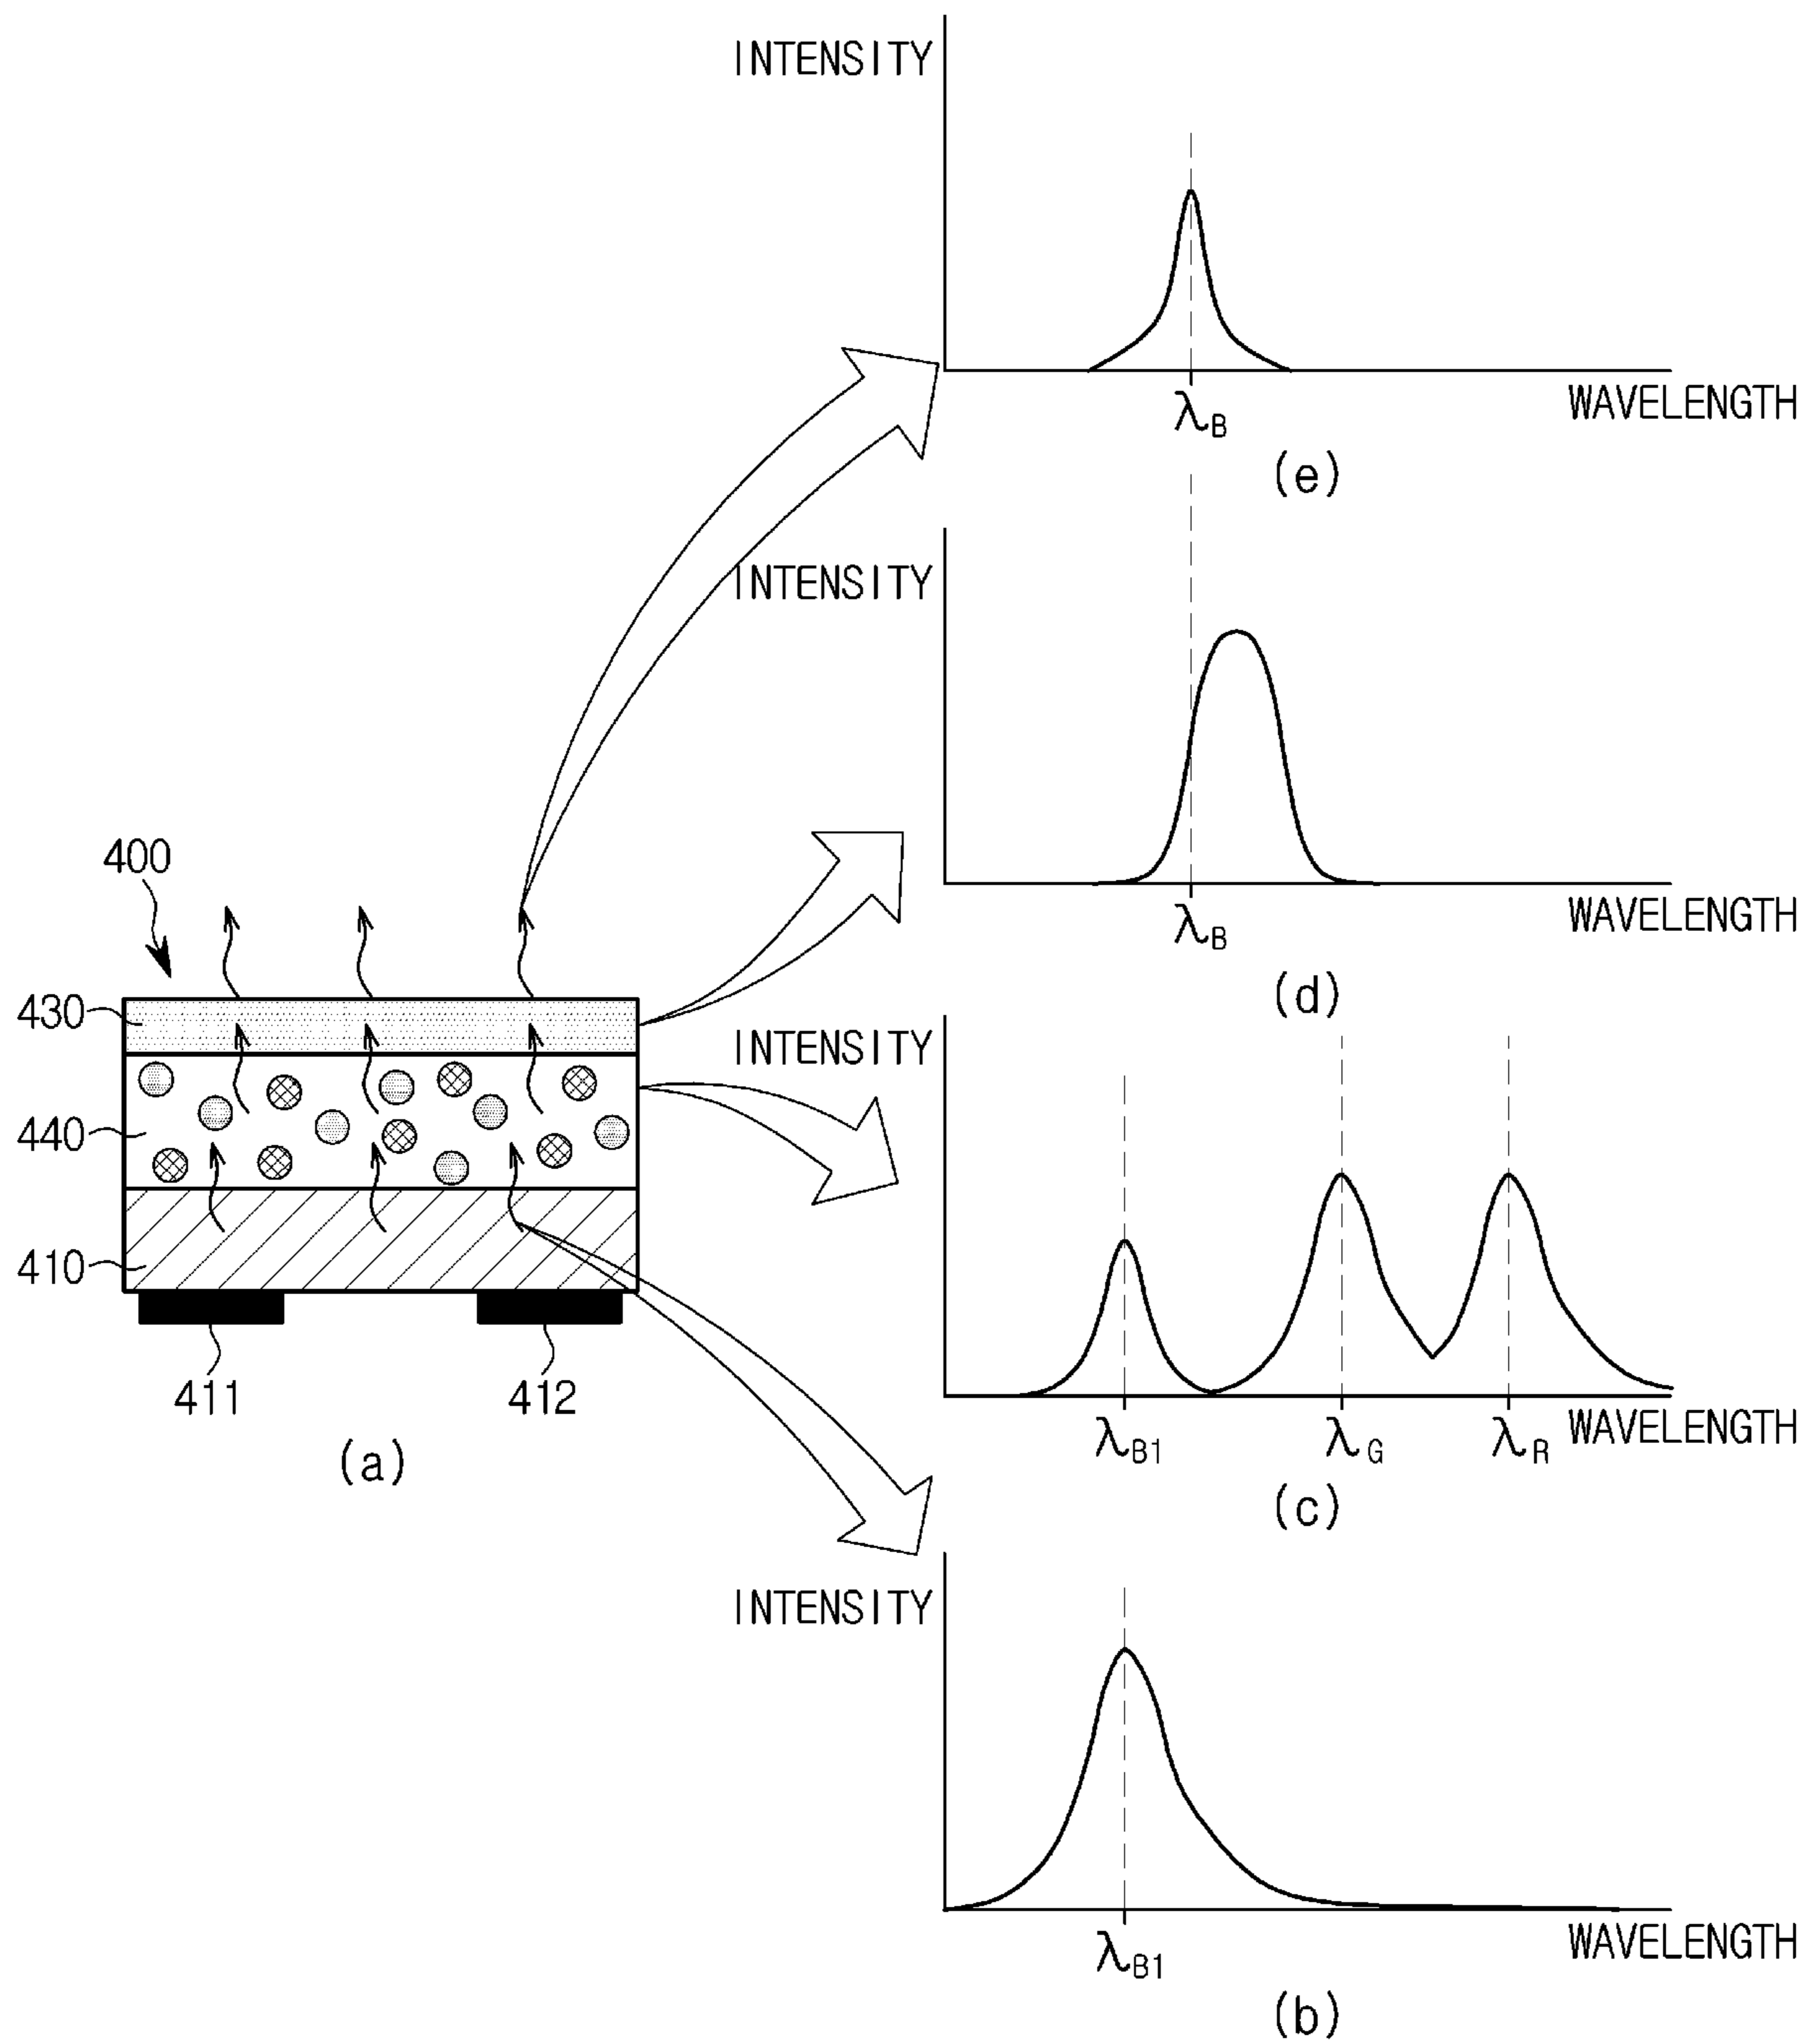 INTENSITY
WAVELENGTH
λB
(e)
INTENSITY
WAVELENGTH
λB
(d)
400
430
440
410
411
412
(a)
INTENSITY
λB1
λG
λR
WAVELENGTH
(c)
INTENSITY
WAVELENGTH
λB1
(b)